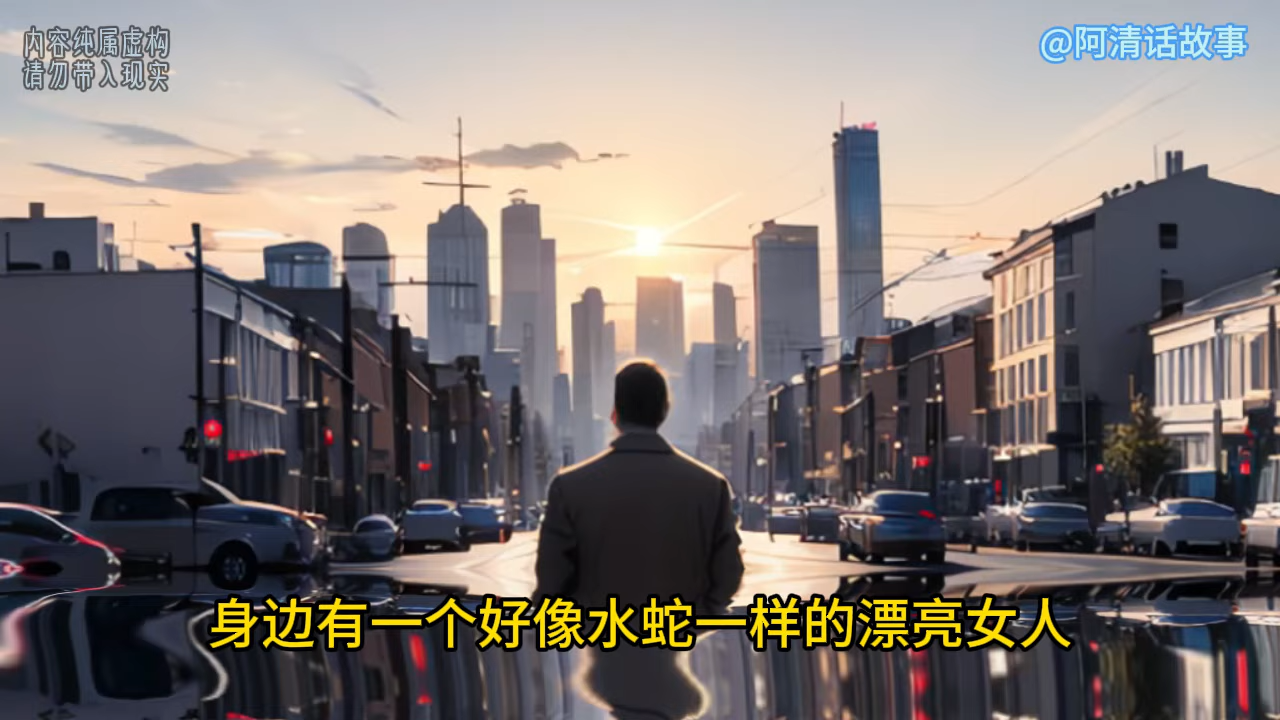 内容纯属虚构
请勿带入现实
@阿清话故事
身边有一个好像水蛇一样的漂亮女人